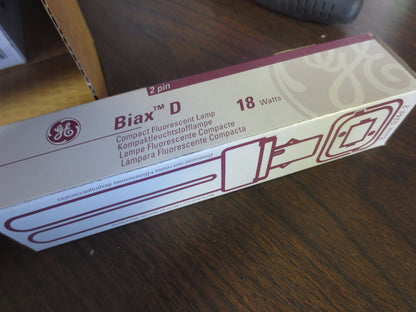 2 pin
GE
Biax™ D
18 Watts
Compact Fluorescent Lamp
Kompaktleuchtstofflampe
Lampe Fluorescente Compacte
Lámpara Fluorescente Compacta